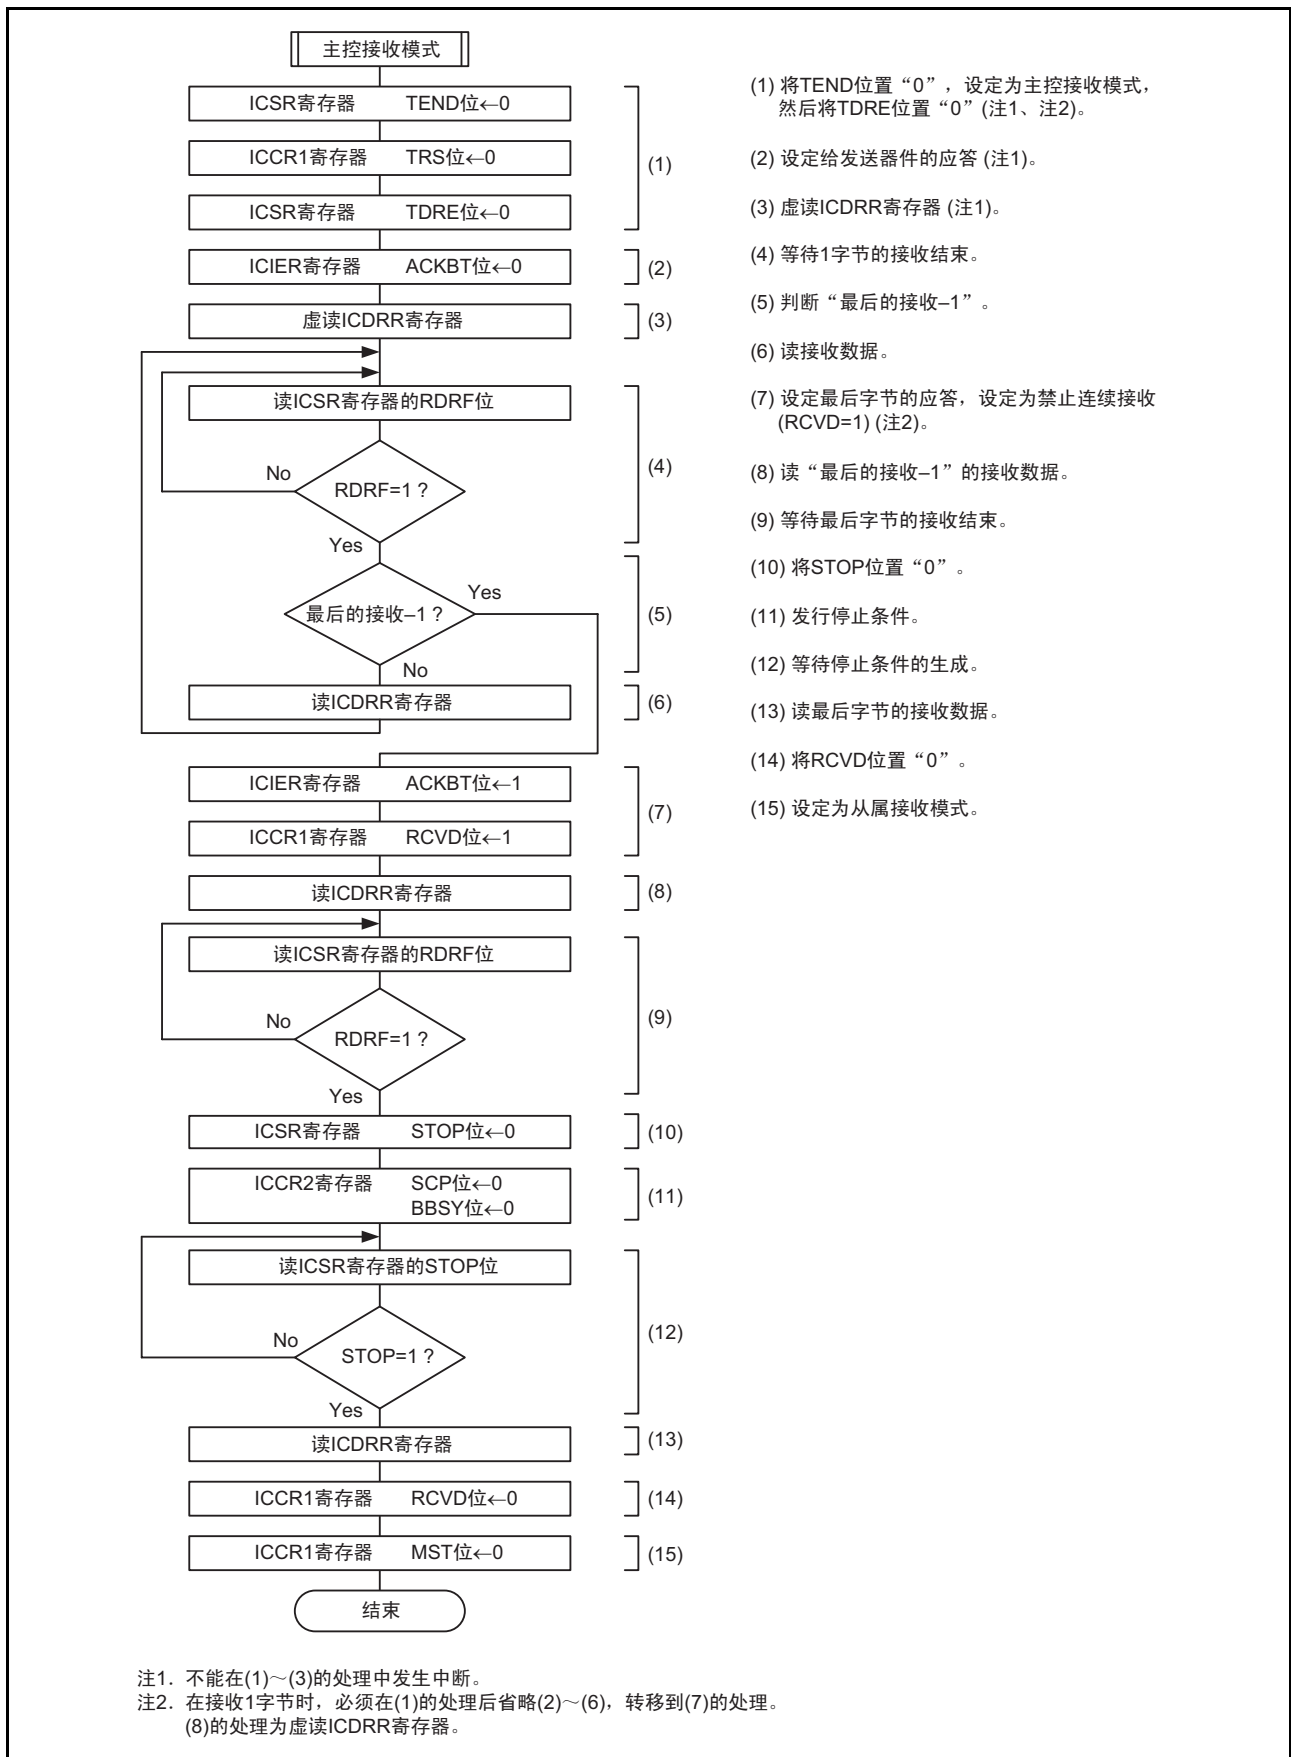 主控接收模式
ICSR寄存器 TEND位←0
ICCR1寄存器 TRS位←0
ICSR寄存器 TDRE位←0
(1)
ICIER寄存器 ACKBT位←0
(2)
虚读ICDRR寄存器
(3)
读ICSR寄存器的RDRF位
No
RDRF=1 ?
(4)
Yes
最后的接收–1 ?
Yes
(5)
No
读ICDRR寄存器
(6)
ICIER寄存器 ACKBT位←1
ICCR1寄存器 RCVD位←1
(7)
读ICDRR寄存器
(8)
读ICSR寄存器的RDRF位
No
RDRF=1 ?
(9)
Yes
ICSR寄存器 STOP位←0
(10)
ICCR2寄存器 SCP位←0
BBSY位←0
(11)
读ICSR寄存器的STOP位
No
STOP=1 ?
(12)
Yes
读ICDRR寄存器
(13)
ICCR1寄存器 RCVD位←0
(14)
ICCR1寄存器 MST位←0
(15)
结束
(1) 将TEND位置“0”，设定为主控接收模式，
然后将TDRE位置“0”(注1、注2)。
(2) 设定给发送器件的应答 (注1)。
(3) 虚读ICDRR寄存器 (注1)。
(4) 等待1字节的接收结束。
(5) 判断“最后的接收–1”。
(6) 读接收数据。
(7) 设定最后字节的应答，设定为禁止连续接收
(RCVD=1) (注2)。
(8) 读“最后的接收–1”的接收数据。
(9) 等待最后字节的接收结束。
(10) 将STOP位置“0”。
(11) 发行停止条件。
(12) 等待停止条件的生成。
(13) 读最后字节的接收数据。
(14) 将RCVD位置“0”。
(15) 设定为从属接收模式。
注1. 不能在(1)～(3)的处理中发生中断。
注2. 在接收1字节时，必须在(1)的处理后省略(2)～(6)，转移到(7)的处理。
(8)的处理为虚读ICDRR寄存器。